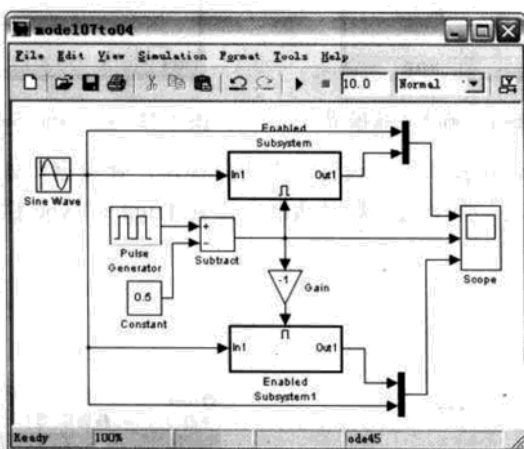 model07to04
File Edit View Simulation Format Tools Help
10.0 Normal
Enabled
Subsystem
In1 Out1
Sine Wave
+
−
Pulse
Generator
Subtract
-1
Gain
Scope
0.5
Constant
In1 Out1
Enabled
Subsystem1
Ready 100% ode45